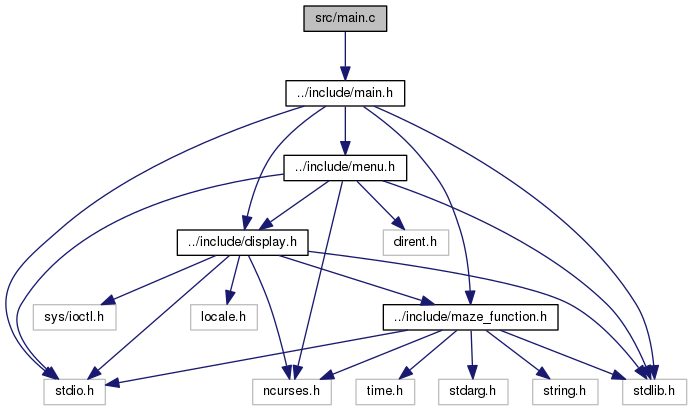 src/main.c
../include/main.h
../include/menu.h
../include/display.h
dirent.h
sys/ioctl.h
locale.h
../include/maze_function.h
stdio.h
ncurses.h
time.h
stdarg.h
string.h
stdlib.h